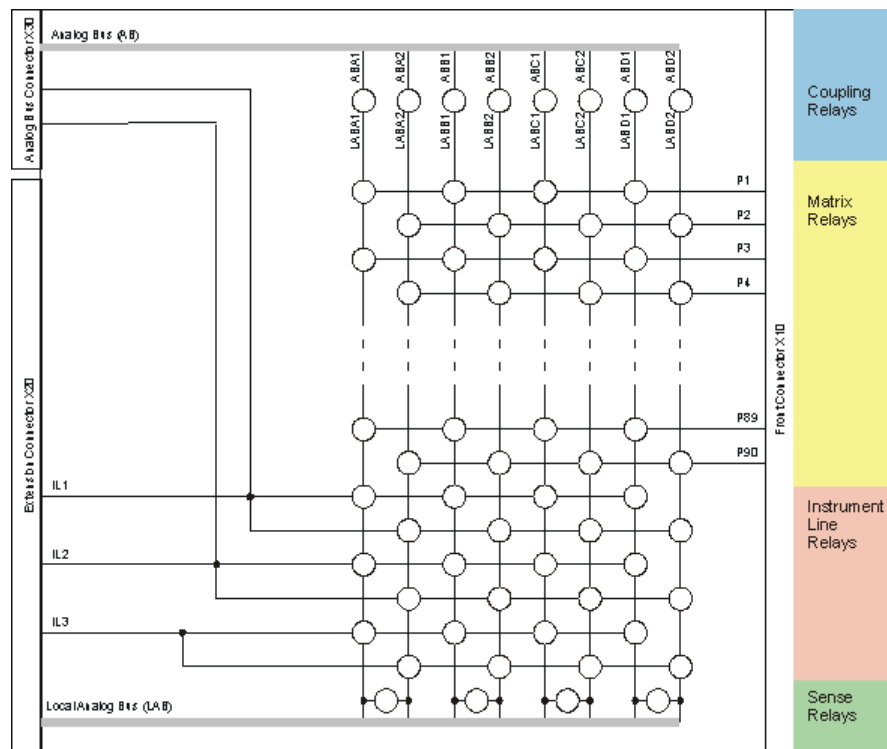 Analog Bus Connector X30
Analog Bus (AB)
ABA1
ABA2
ABB1
ABB2
ABC1
ABC2
ABD1
ABD2
LABA1
LABA2
LABB1
LABB2
LABC1
LABC2
LABD1
LABD2
Coupling
Relays
P1
P2
P3
P4
Matrix
Relays
Front Connector X10
P89
P90
Extension Connector X20
IL1
IL2
IL3
Instrument
Line
Relays
Local Analog Bus (LAB)
Sense
Relays